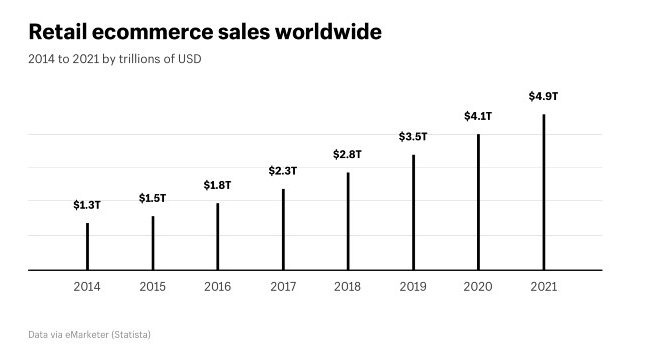 Retail ecommerce sales worldwide
2014 to 2021 by trillions of USD
$1.3T
$1.5T
$1.8T
$2.3T
$2.8T
$3.5T
$4.1T
$4.9T
2014 2015 2016 2017 2018 2019 2020 2021
Data via eMarketer (Statista)